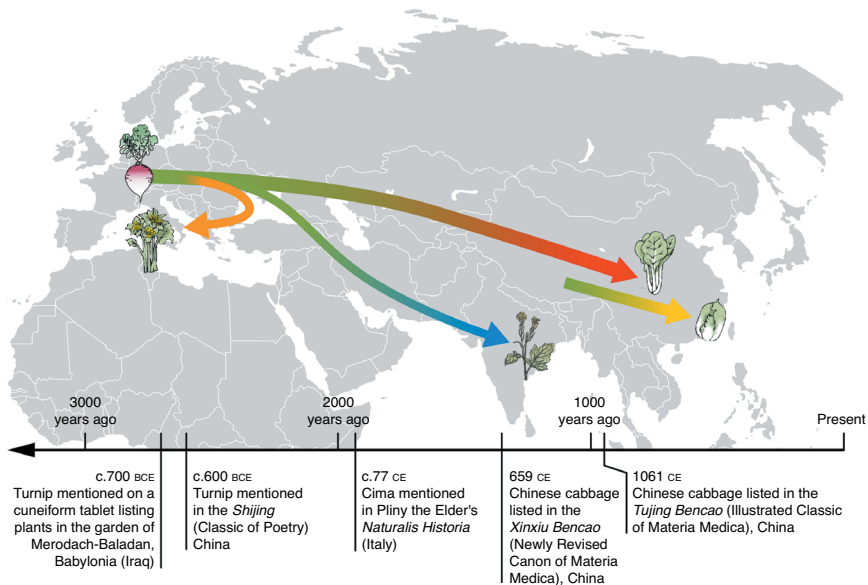 3000
years ago
2000
years ago
1000
years ago
Present
c.700 BCE
Turnip mentioned on a
cuneiform tablet listing
plants in the garden of
Merodach-Baladan,
Babylonia (Iraq)
c.600 BCE
Turnip mentioned
in the Shijing
(Classic of Poetry)
China
c.77 CE
Cima mentioned
in Pliny the Elder's
Naturalis Historia
(Italy)
659 CE
Chinese cabbage
listed in the
Xinxiu Bencao
(Newly Revised
Canon of Materia
Medica), China
1061 CE
Chinese cabbage listed in the
Tujing Bencao (Illustrated Classic
of Materia Medica), China